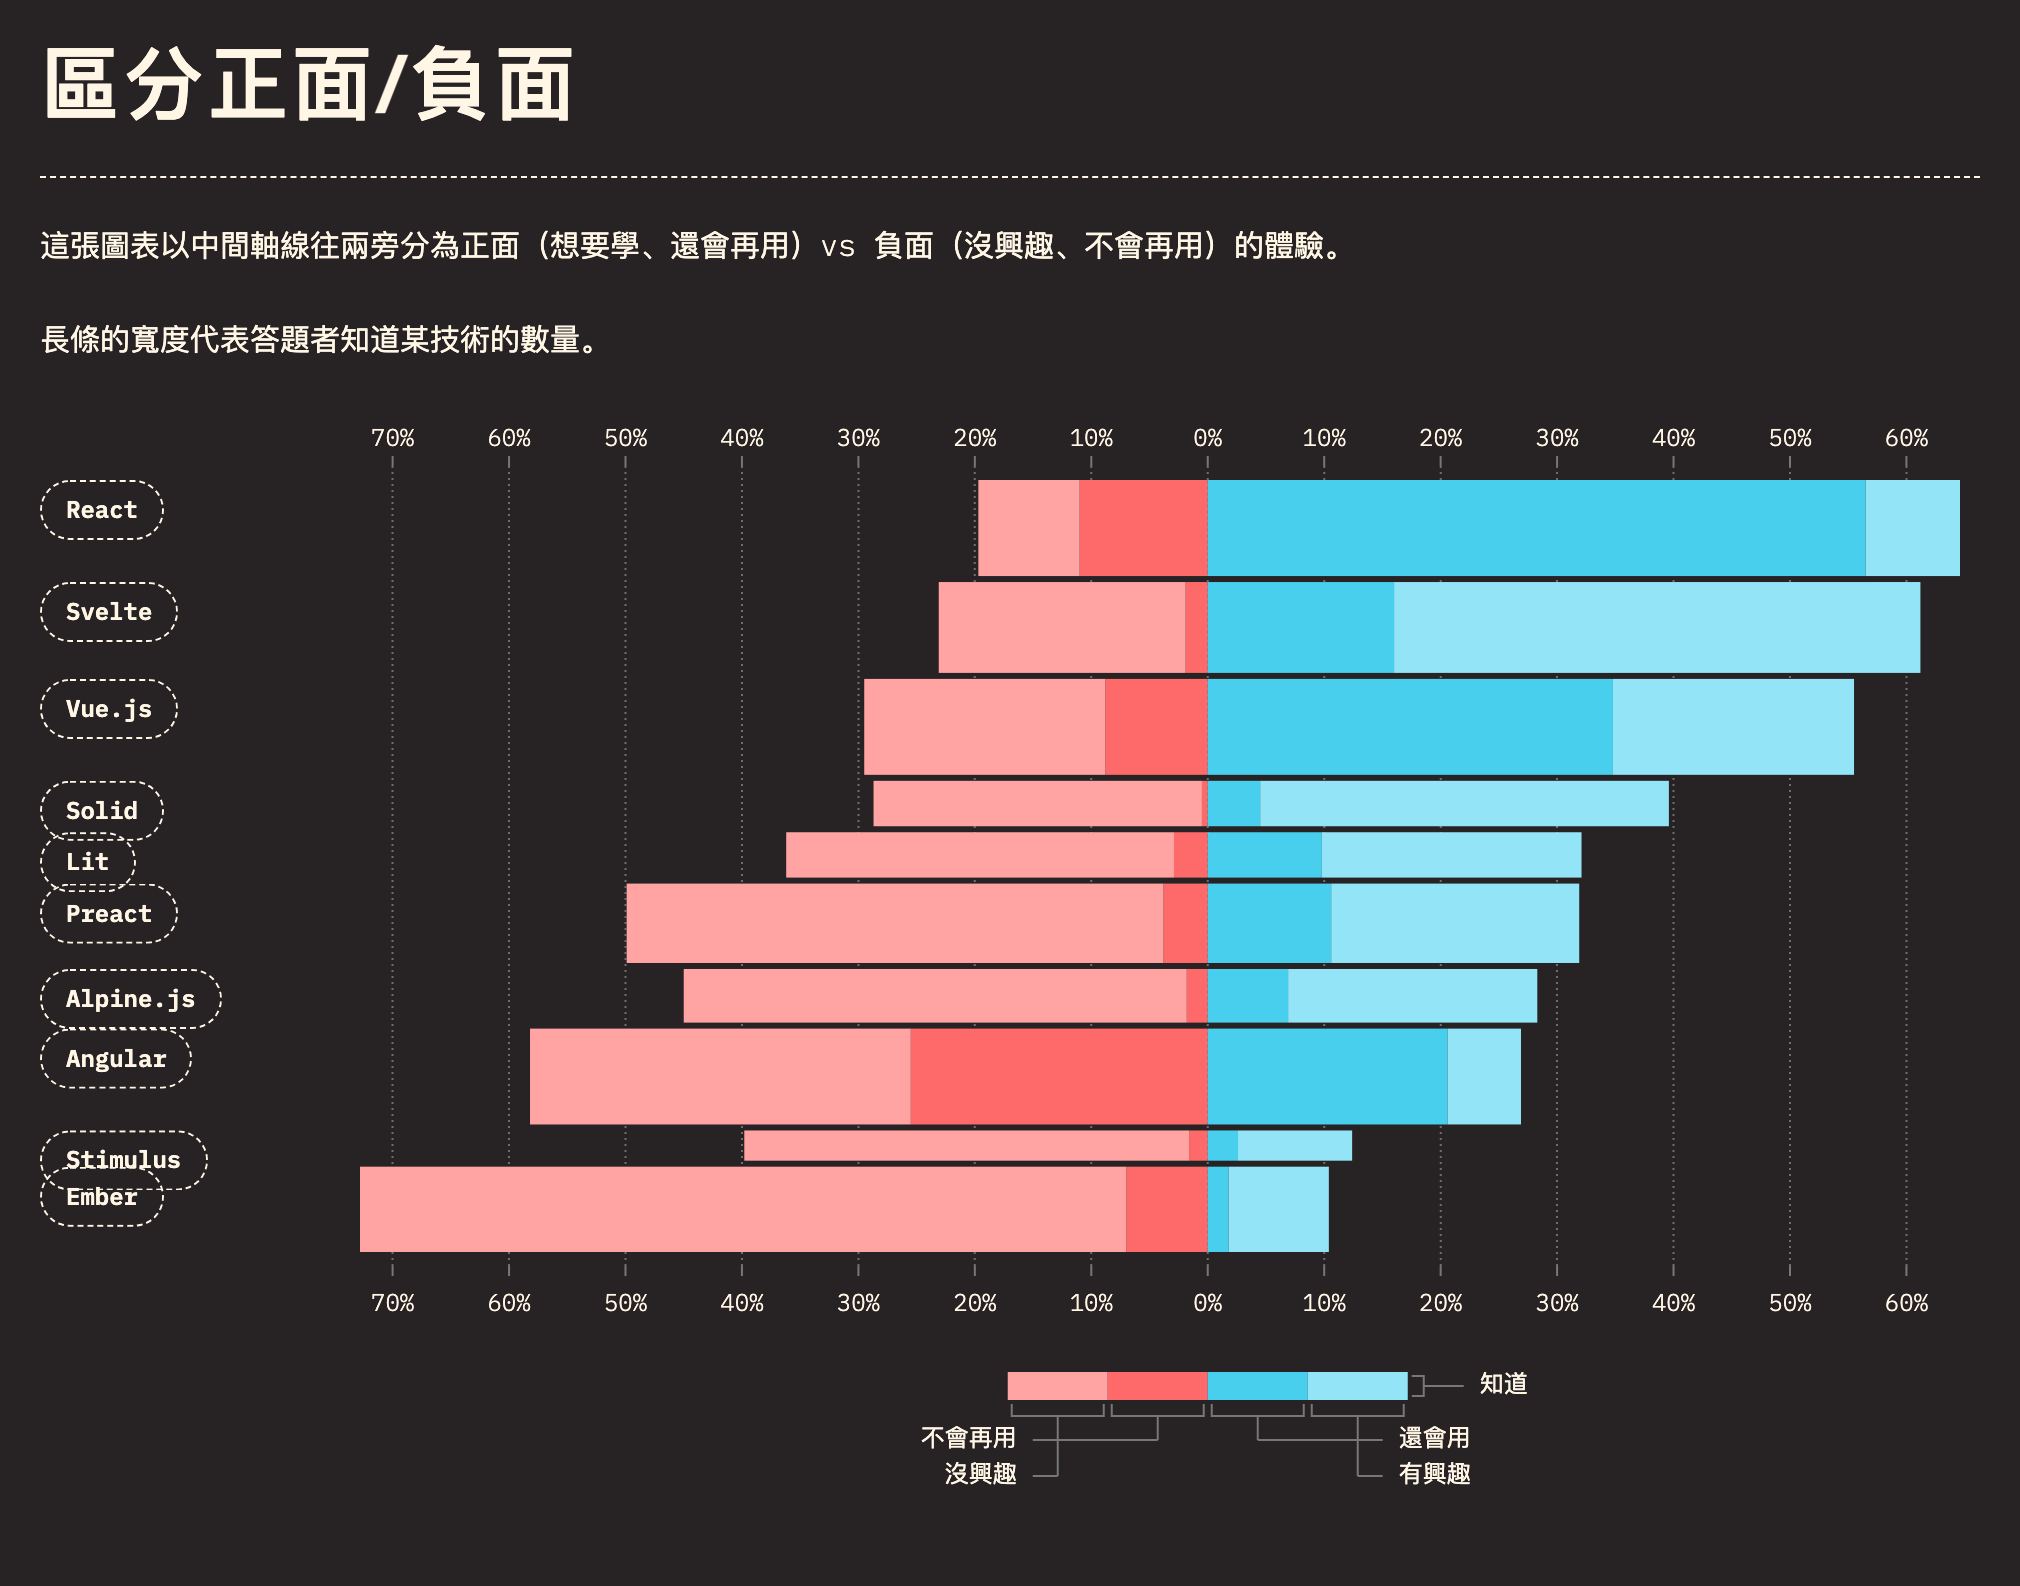 區分正面/負面
這張圖表以中間軸線往兩旁分為正面（想要學、還會再用）vs 負面（沒興趣、不會再用）的體驗。
長條的寬度代表答題者知道某技術的數量。
70% 60% 50% 40% 30% 20% 10% 0% 10% 20% 30% 40% 50% 60%
React
Svelte
Vue.js
Solid
Lit
Preact
Alpine.js
Angular
Stimulus
Ember
70% 60% 50% 40% 30% 20% 10% 0% 10% 20% 30% 40% 50% 60%
知道
不會再用 還會用
沒興趣 有興趣